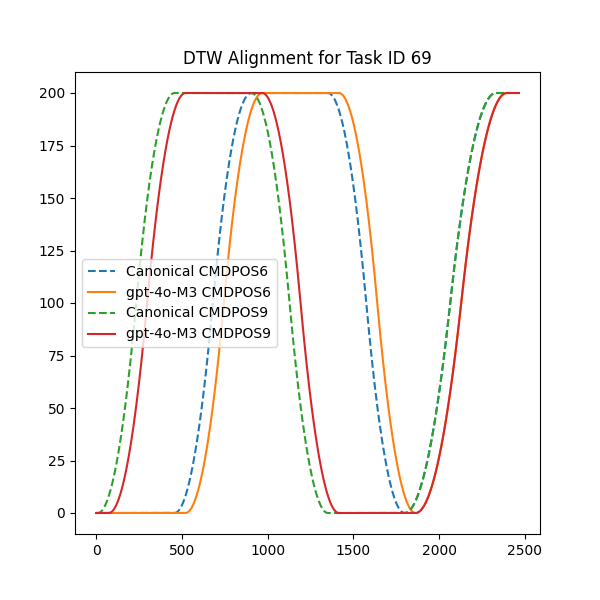 DTW Alignment for Task ID 69
200
175
150
125
100
75
50
25
0
Canonical CMDPOS6
gpt-4o-M3 CMDPOS6
Canonical CMDPOS9
gpt-4o-M3 CMDPOS9
0 500 1000 1500 2000 2500